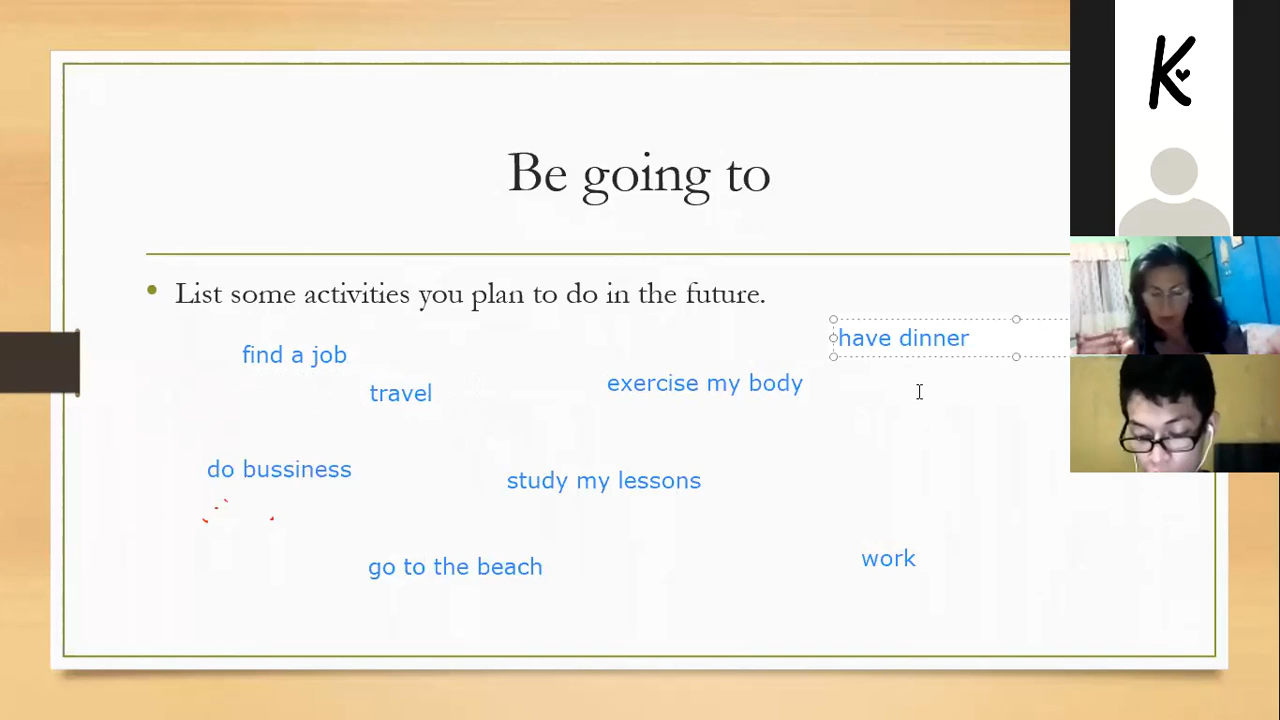 K
Be going to
List some activities you plan to do in the future.
have dinner
find a job
exercise my body
travel
do bussiness
study my lessons
work
go to the beach